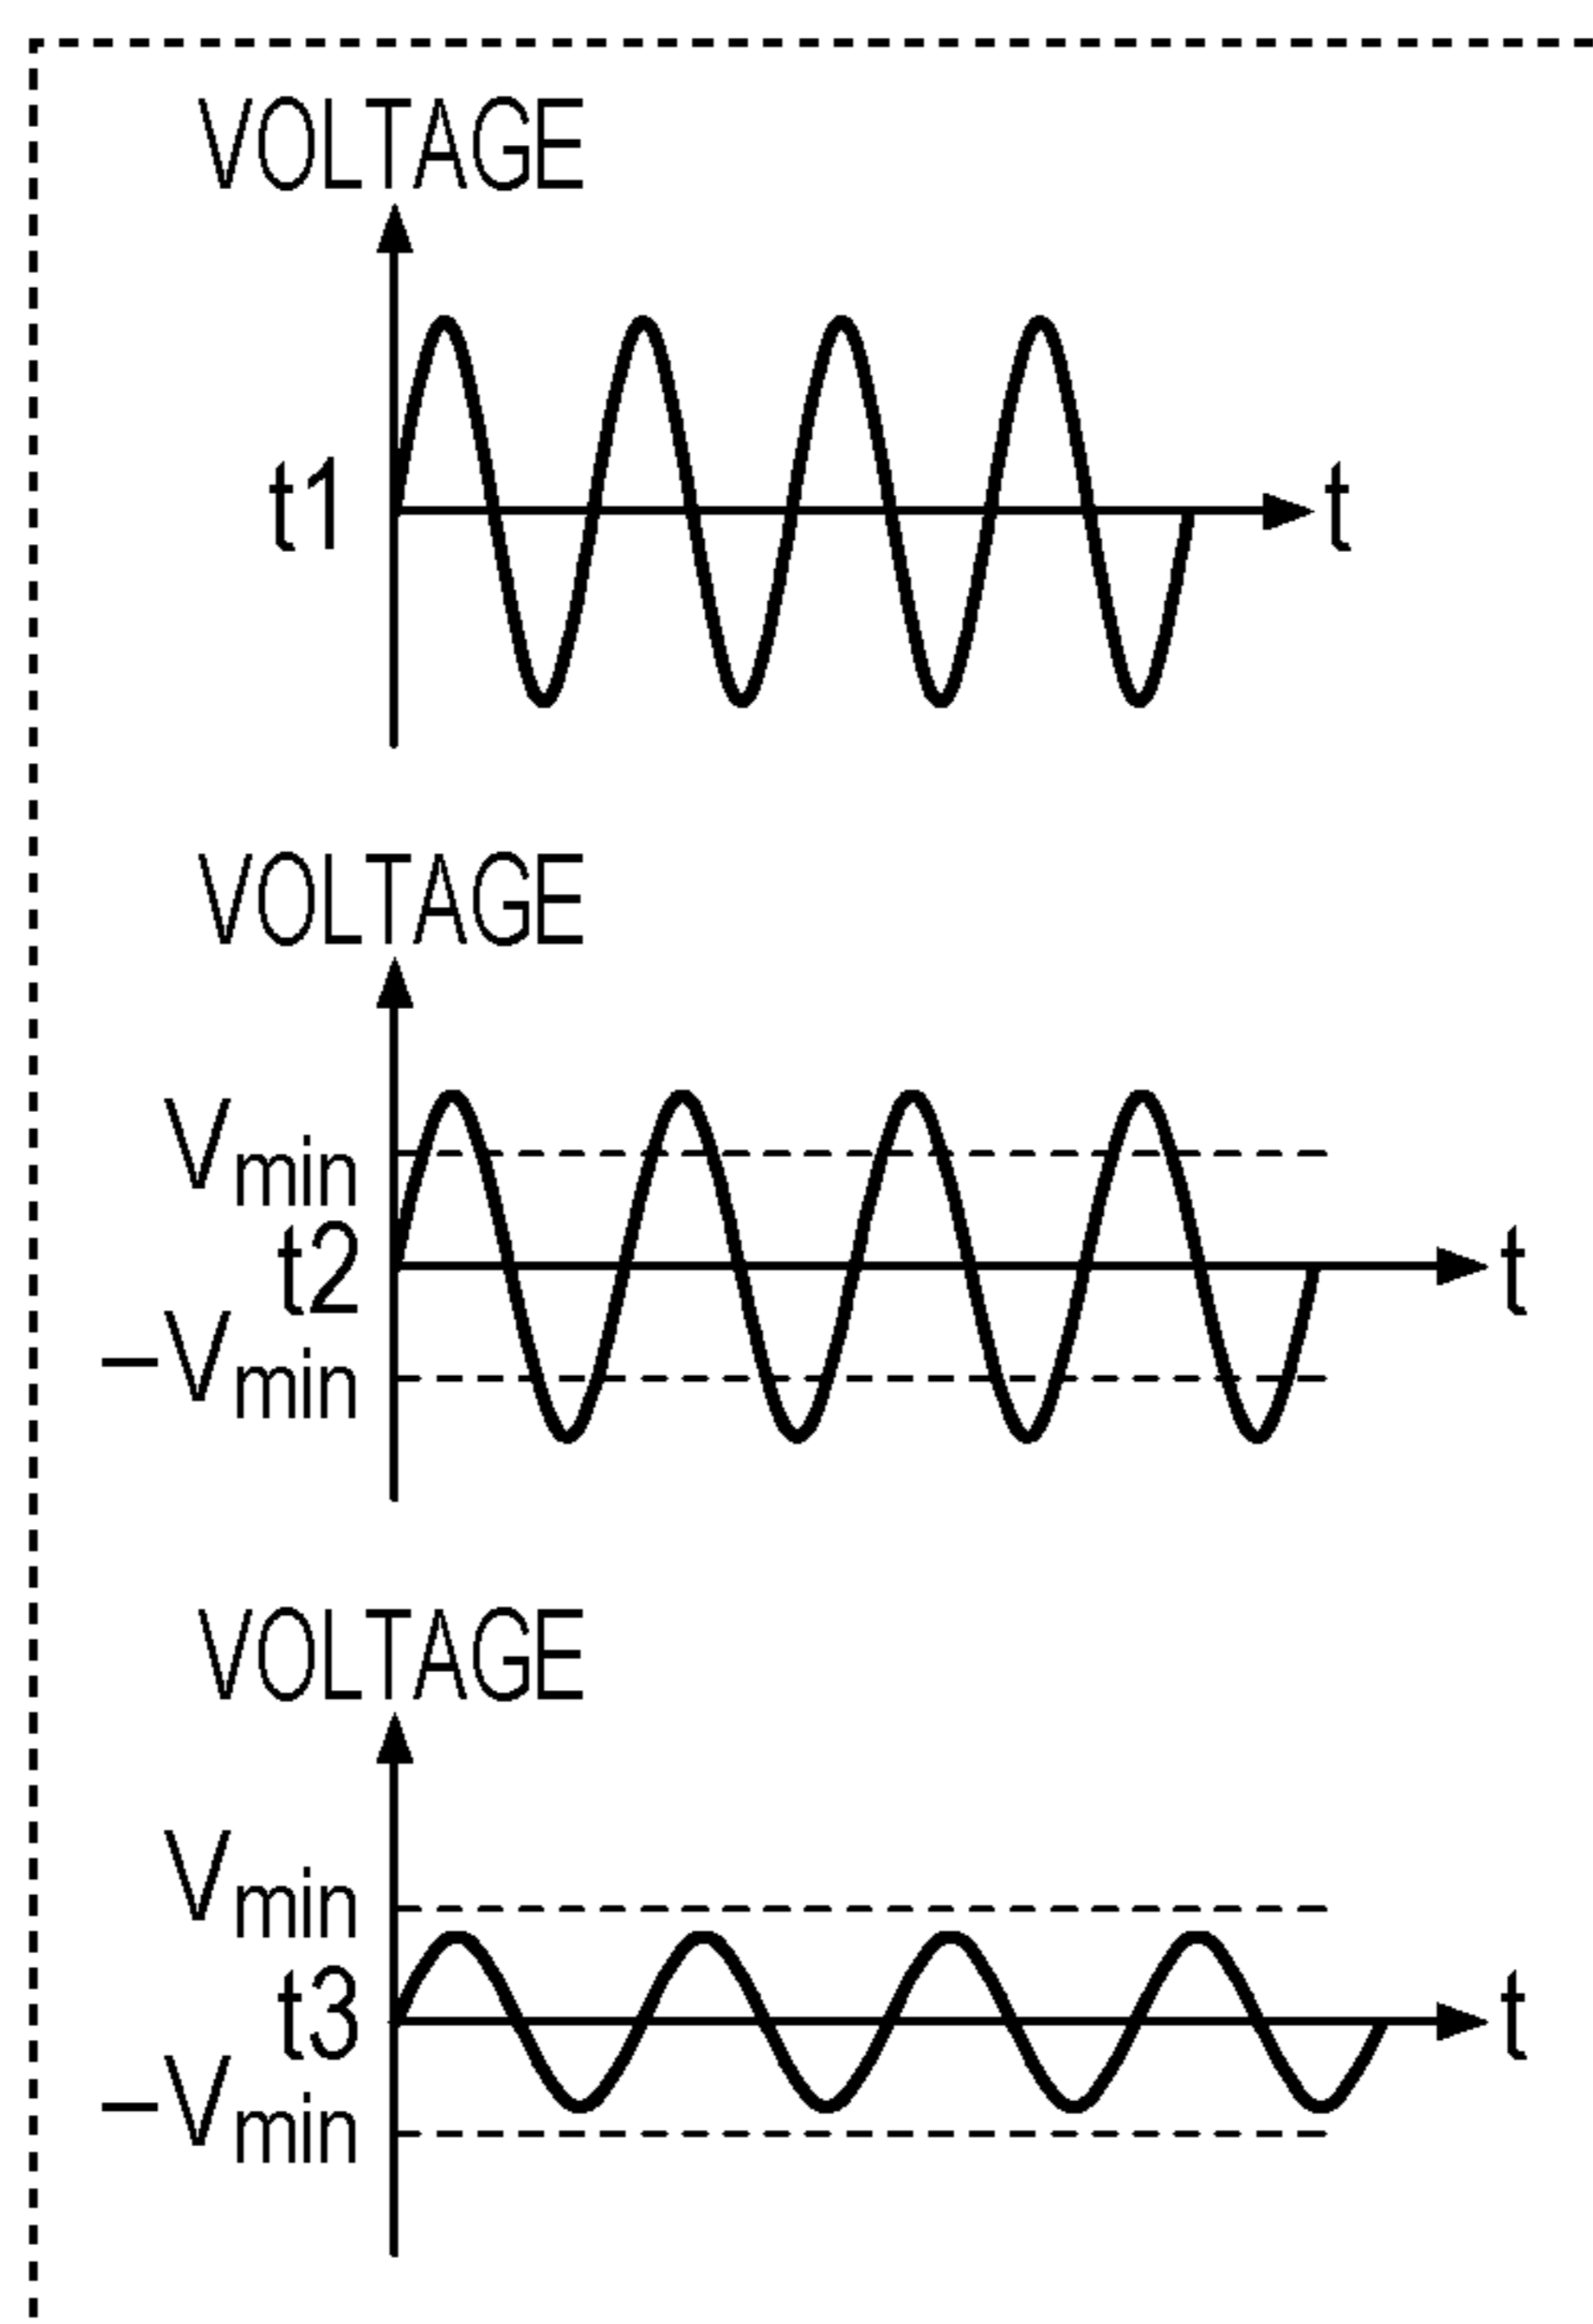 VOLTAGE
t1
t
VOLTAGE
Vmin
t2
t
−Vmin
VOLTAGE
Vmin
t3
t
−Vmin